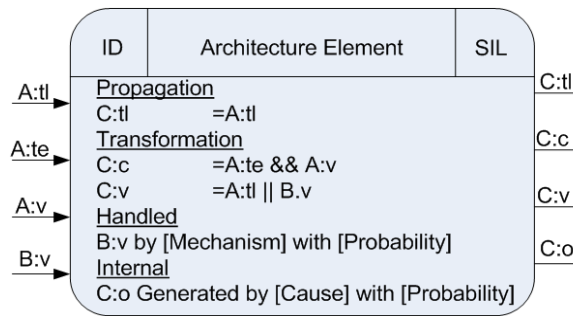 ID Architecture Element SIL
A:tl
A:te
A:v
B:v
Propagation
C:tl =A:tl
Transformation
C:c =A:te && A:v
C:v =A:tl || B.v
Handled
B:v by [Mechanism] with [Probability]
Internal
C:o Generated by [Cause] with [Probability]
C:tl
C:c
C:v
C:o